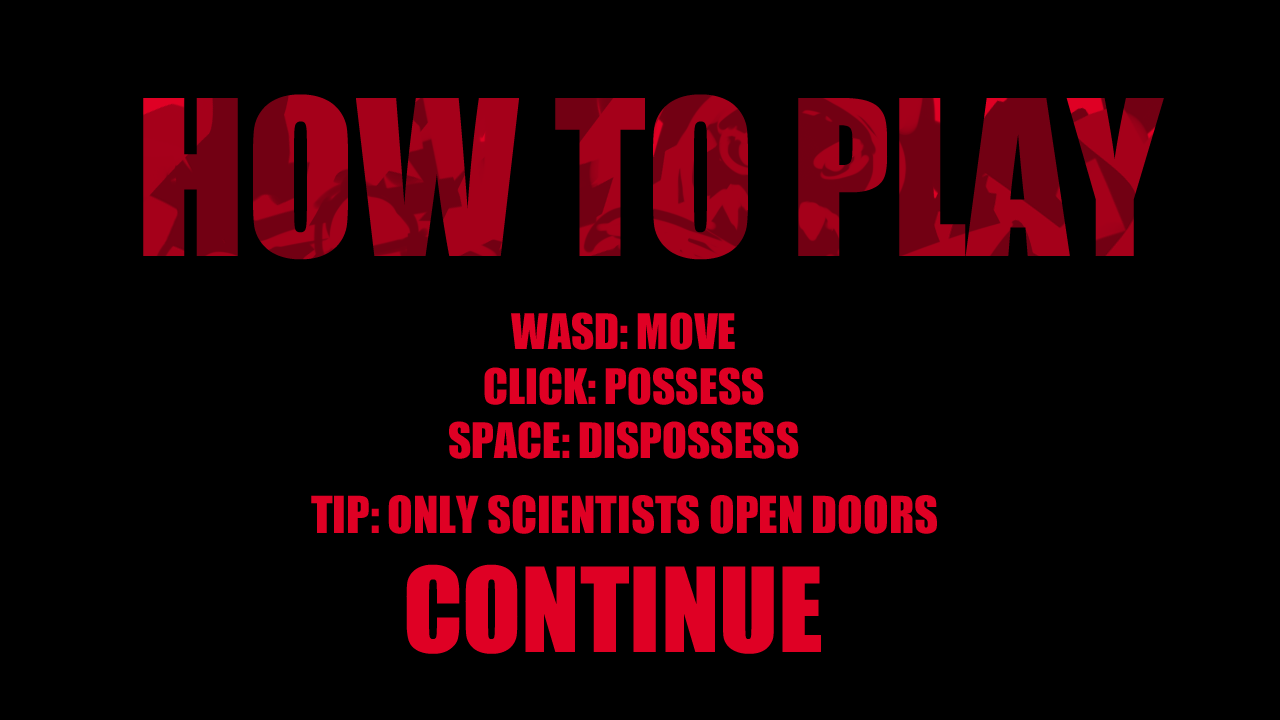 HOW TO PLAY
WASD: MOVE
CLICK: POSSESS
SPACE: DISPOSSESS
TIP: ONLY SCIENTISTS OPEN DOORS
CONTINUE